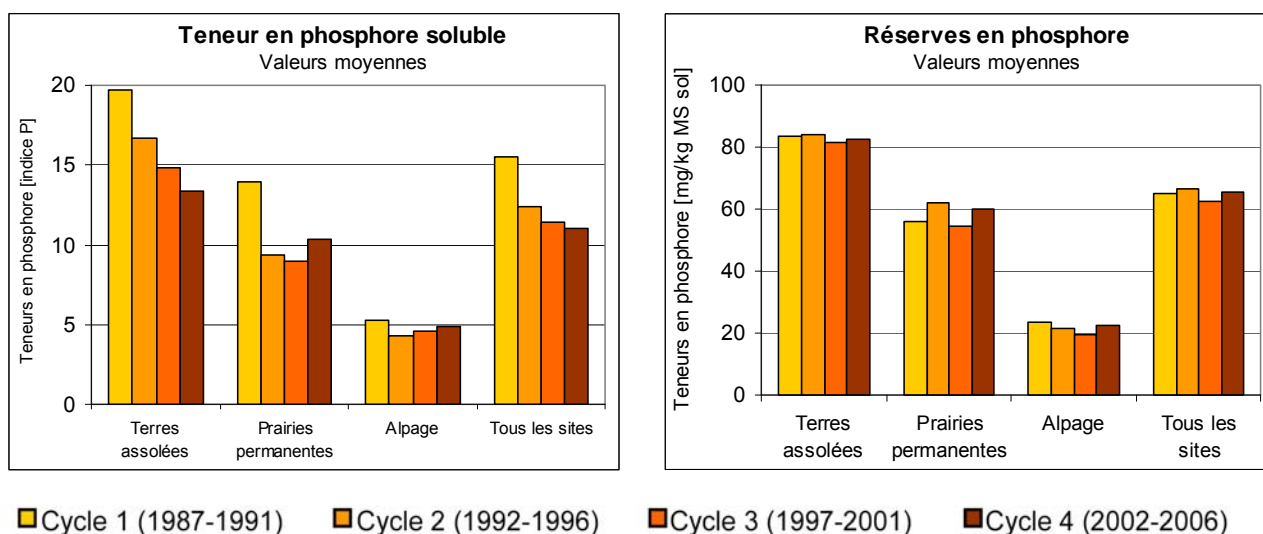 Teneur en phosphore soluble
Valeurs moyennes
Teneurs en phosphore [indice P]
20
15
10
5
0
Terres
assolées
Prairies
permanentes
Alpage
Tous les sites
Réserves en phosphore
Valeurs moyennes
Teneurs en phosphore [mg/kg MS sol]
100
80
60
40
20
0
Terres
assolées
Prairies
permanentes
Alpage
Tous les
sites
Cycle 1 (1987-1991)
Cycle 2 (1992-1996)
Cycle 3 (1997-2001)
Cycle 4 (2002-2006)